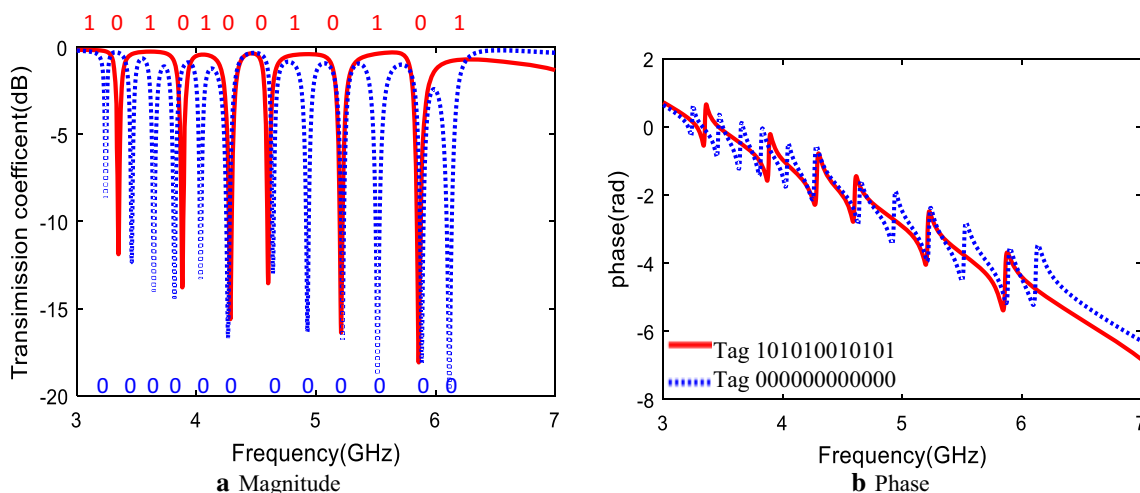 1 0 1 0 1 0 0 1 0 1 0 1
0
-5
-10
-15
-20
Transimission coefficent(dB)
0 0 0 0 0 0 0 0 0 0 0 0
3 4 5 6 7
Frequency(GHz)
a Magnitude
2
0
-2
-4
-6
-8
phase(rad)
Tag 101010010101
Tag 000000000000
3 4 5 6 7
Frequency(GHz)
b Phase